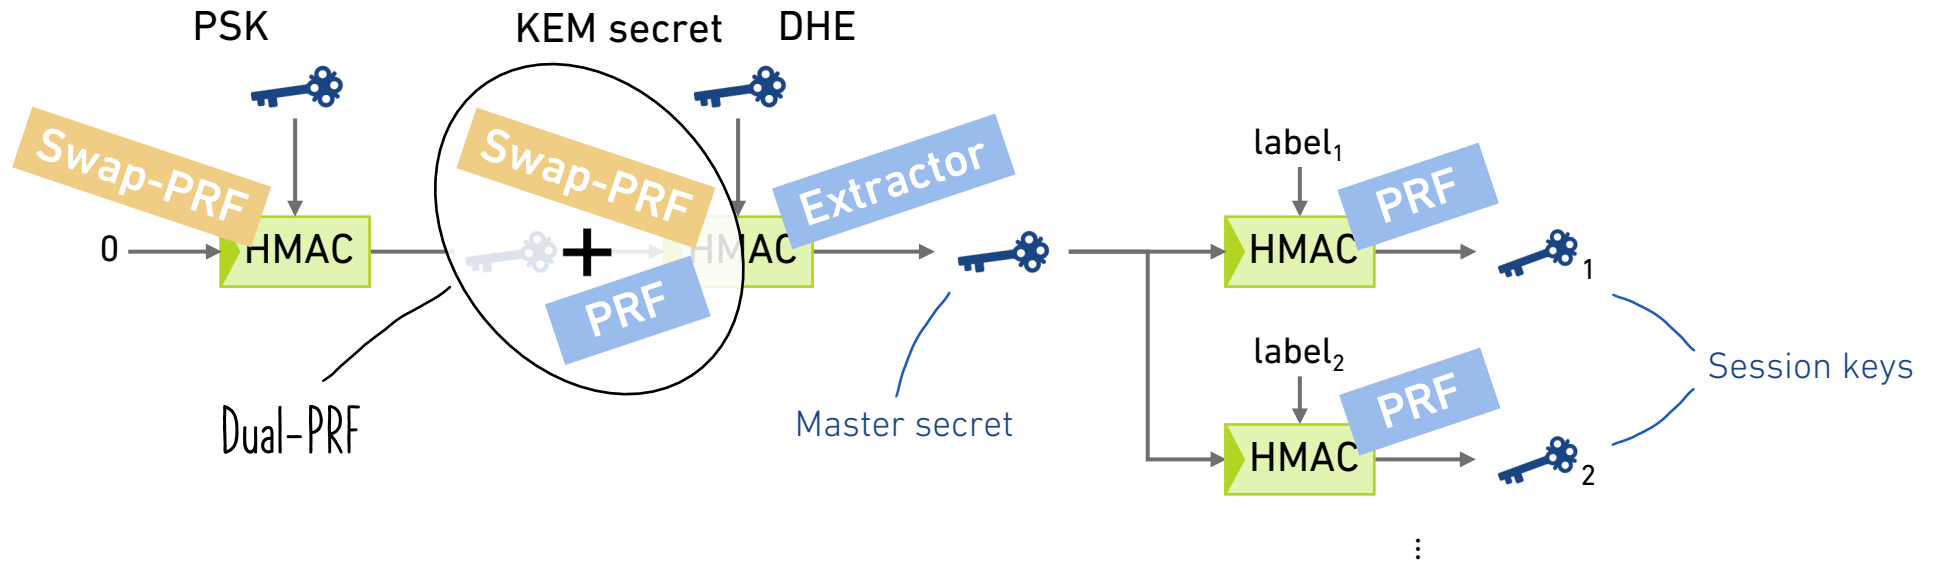 PSK
KEM secret
DHE
Swap-PRF
Swap-PRF
Extractor
label₁
PRF
0
HMAC
+
HMAC
HMAC
1
PRF
label₂
Session keys
PRF
Dual-PRF
Master secret
HMAC
2
⋮